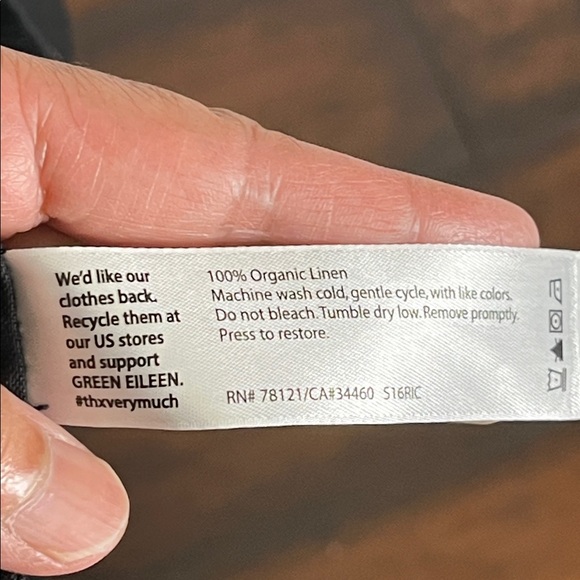 We'd like our
clothes back.
Recycle them at
our US stores
and support
GREEN EILEEN.
#thxverymuch
100% Organic Linen
Machine wash cold, gentle cycle, with like colors.
Do not bleach. Tumble dry low. Remove promptly.
Press to restore.
RN# 78121/CA#34460 S16RIC